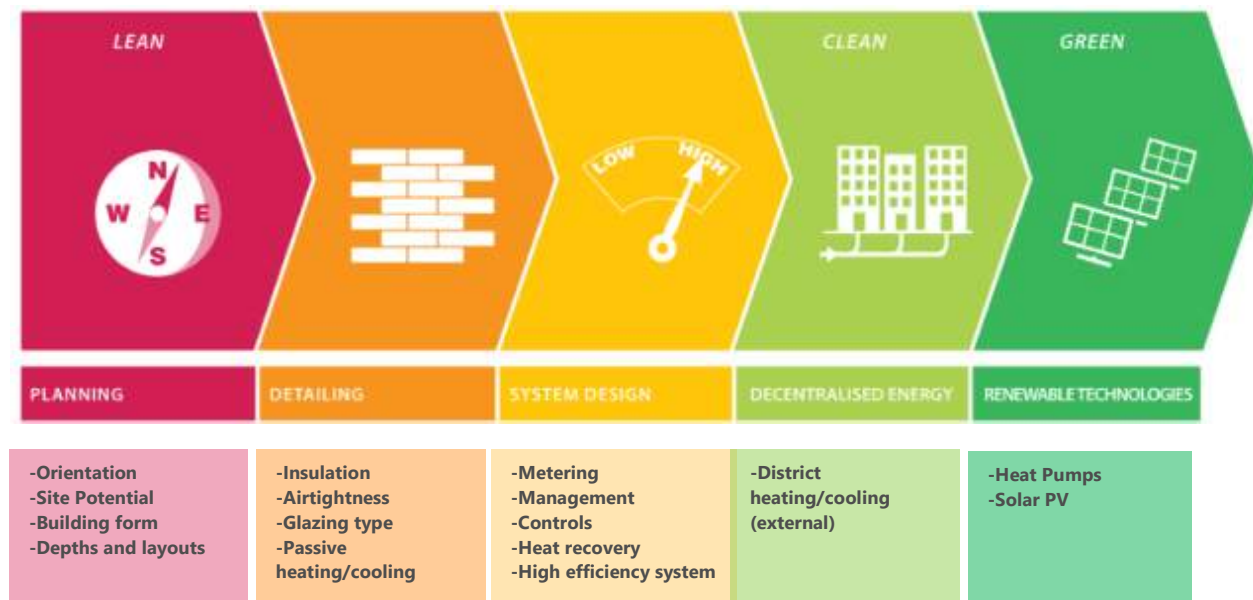 LEAN
CLEAN
GREEN
N
W
E
S
LOW
HIGH
PLANNING
DETAILING
SYSTEM DESIGN
DECENTRALISED ENERGY
RENEWABLE TECHNOLOGIES
-Orientation
-Site Potential
-Building form
-Depths and layouts
-Insulation
-Airtightness
-Glazing type
-Passive
heating/cooling
-Metering
-Management
-Controls
-Heat recovery
-High efficiency system
-District
heating/cooling
(external)
-Heat Pumps
-Solar PV